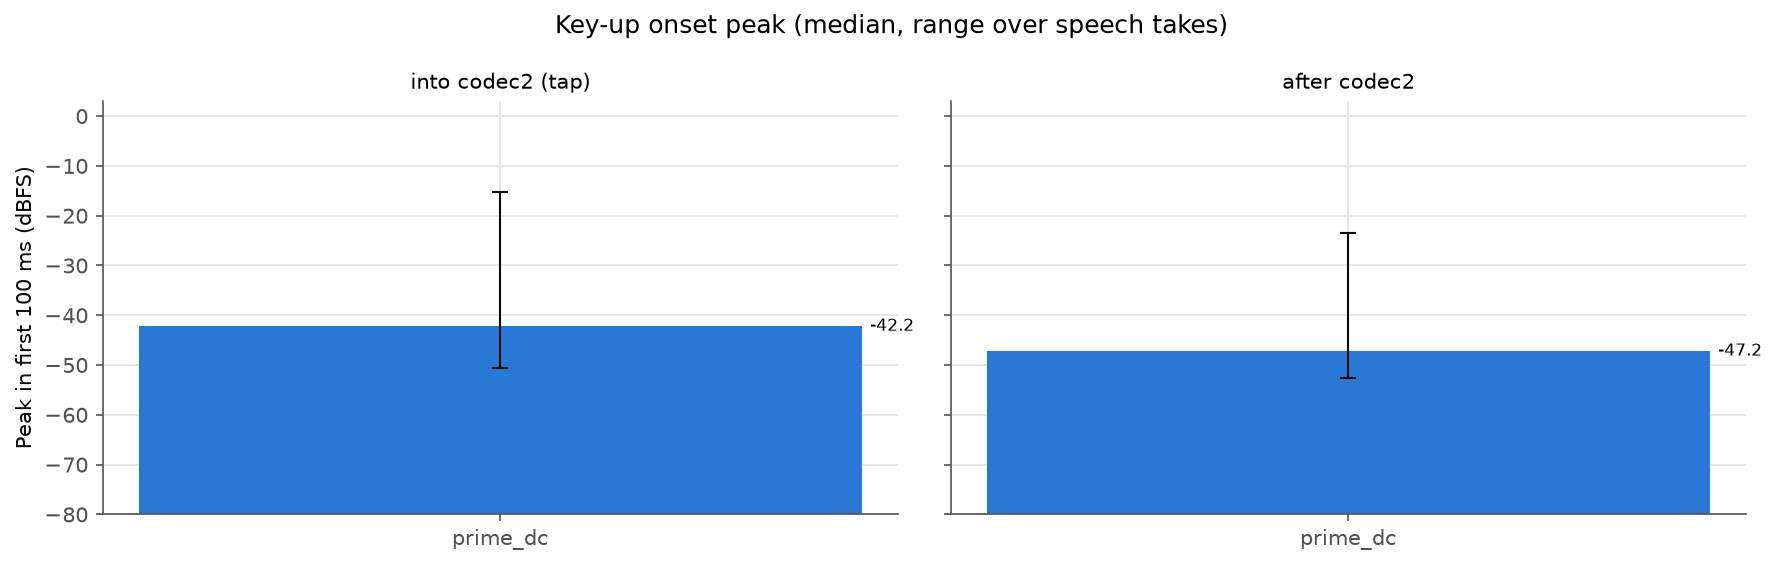 Key-up onset peak (median, range over speech takes)
into codec2 (tap)
after codec2
Peak in first 100 ms (dBFS)
0
−10
−20
−30
−40
−50
−60
−70
−80
-42.2
-47.2
prime_dc
prime_dc